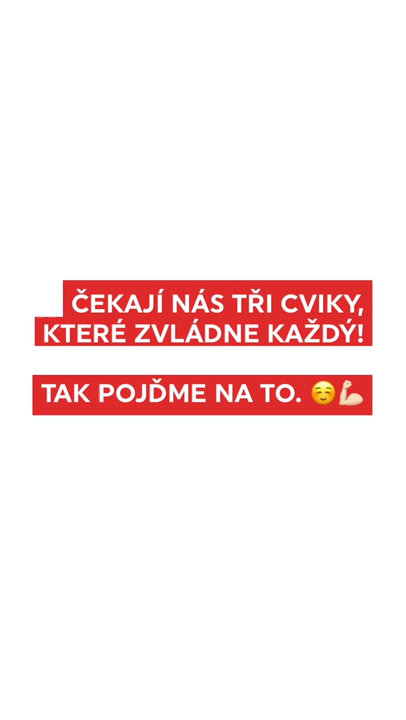 ČEKAJÍ NÁS TŘI CVIKY,
KTERÉ ZVLÁDNE KAŽDÝ!
TAK POJĎME NA TO. ☺️💪🏻